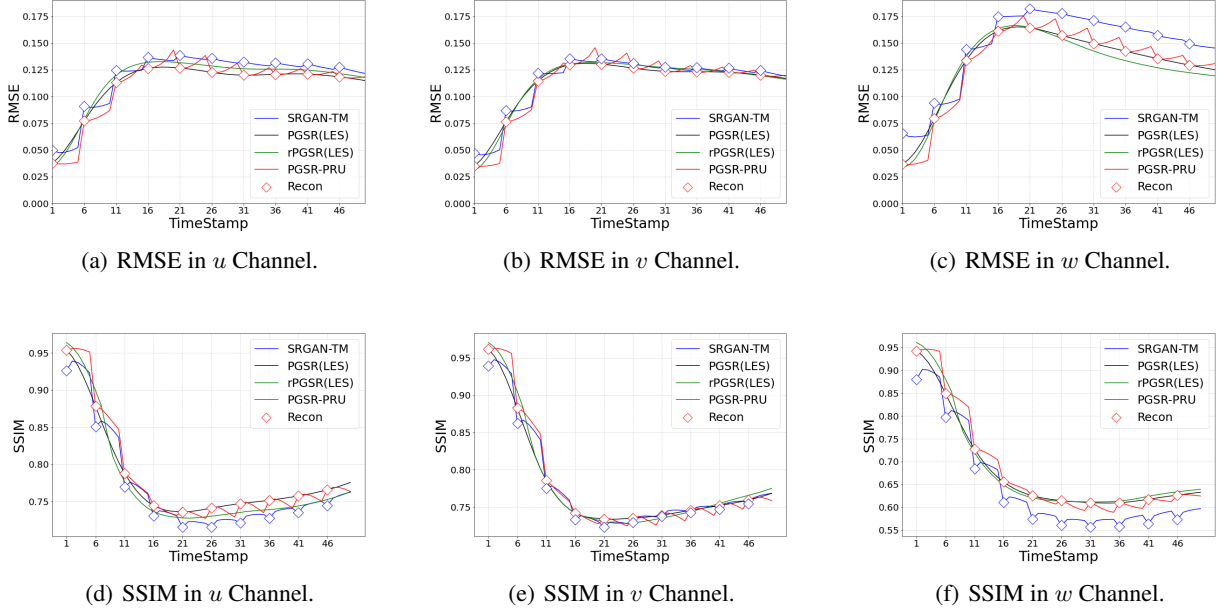 0.175
0.150
0.125
0.100
0.075
0.050
0.025
0.000
RMSE
SRGAN-TM
PGSR(LES)
rPGSR(LES)
PGSR-PRU
Recon
1 6 11 16 21 26 31 36 41 46
TimeStamp
(a) RMSE in u Channel.
0.175
0.150
0.125
0.100
0.075
0.050
0.025
0.000
RMSE
SRGAN-TM
PGSR(LES)
rPGSR(LES)
PGSR-PRU
Recon
1 6 11 16 21 26 31 36 41 46
TimeStamp
(b) RMSE in v Channel.
0.175
0.150
0.125
0.100
0.075
0.050
0.025
0.000
RMSE
SRGAN-TM
PGSR(LES)
rPGSR(LES)
PGSR-PRU
Recon
1 6 11 16 21 26 31 36 41 46
TimeStamp
(c) RMSE in w Channel.
0.95
0.90
0.85
0.80
0.75
SSIM
SRGAN-TM
PGSR(LES)
rPGSR(LES)
PGSR-PRU
Recon
1 6 11 16 21 26 31 36 41 46
TimeStamp
(d) SSIM in u Channel.
0.95
0.90
0.85
0.80
0.75
SSIM
SRGAN-TM
PGSR(LES)
rPGSR(LES)
PGSR-PRU
Recon
1 6 11 16 21 26 31 36 41 46
TimeStamp
(e) SSIM in v Channel.
0.95
0.90
0.85
0.80
0.75
0.70
0.65
0.60
0.55
SSIM
SRGAN-TM
PGSR(LES)
rPGSR(LES)
PGSR-PRU
Recon
1 6 11 16 21 26 31 36 41 46
TimeStamp
(f) SSIM in w Channel.